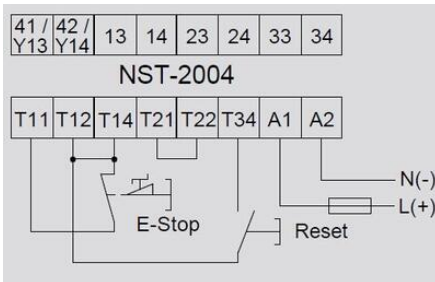 41 / Y13 42 / Y14 13 14 23 24 33 34
NST-2004
T11 T12 T14 T21 T22 T34 A1 A2
N(-)
L(+)
E-Stop Reset